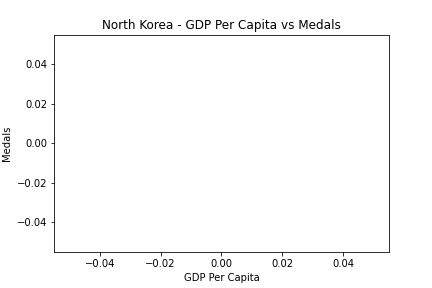 North Korea - GDP Per Capita vs Medals
0.04
0.02
0.00
−0.02
−0.04
Medals
−0.04 −0.02 0.00 0.02 0.04
GDP Per Capita